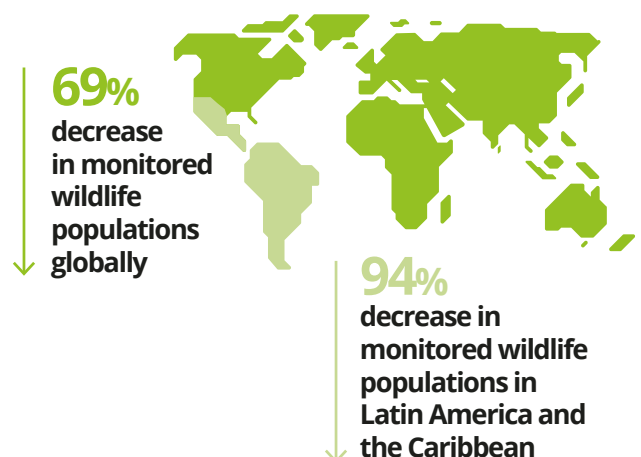 69%
decrease
in monitored
wildlife
populations
globally
94%
decrease in
monitored wildlife
populations in
Latin America and
the Caribbean